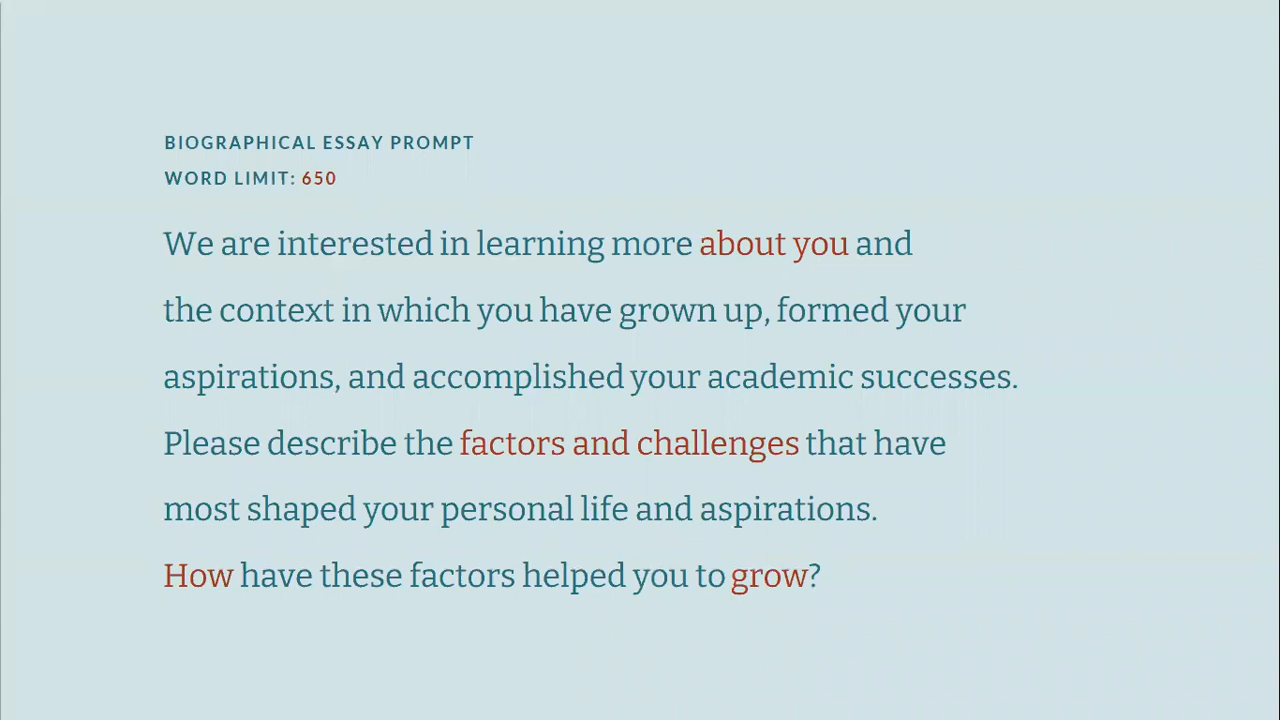 BIOGRAPHICAL ESSAY PROMPT
WORD LIMIT: 650
We are interested in learning more about you and
the context in which you have grown up, formed your
aspirations, and accomplished your academic successes.
Please describe the factors and challenges that have
most shaped your personal life and aspirations.
How have these factors helped you to grow?